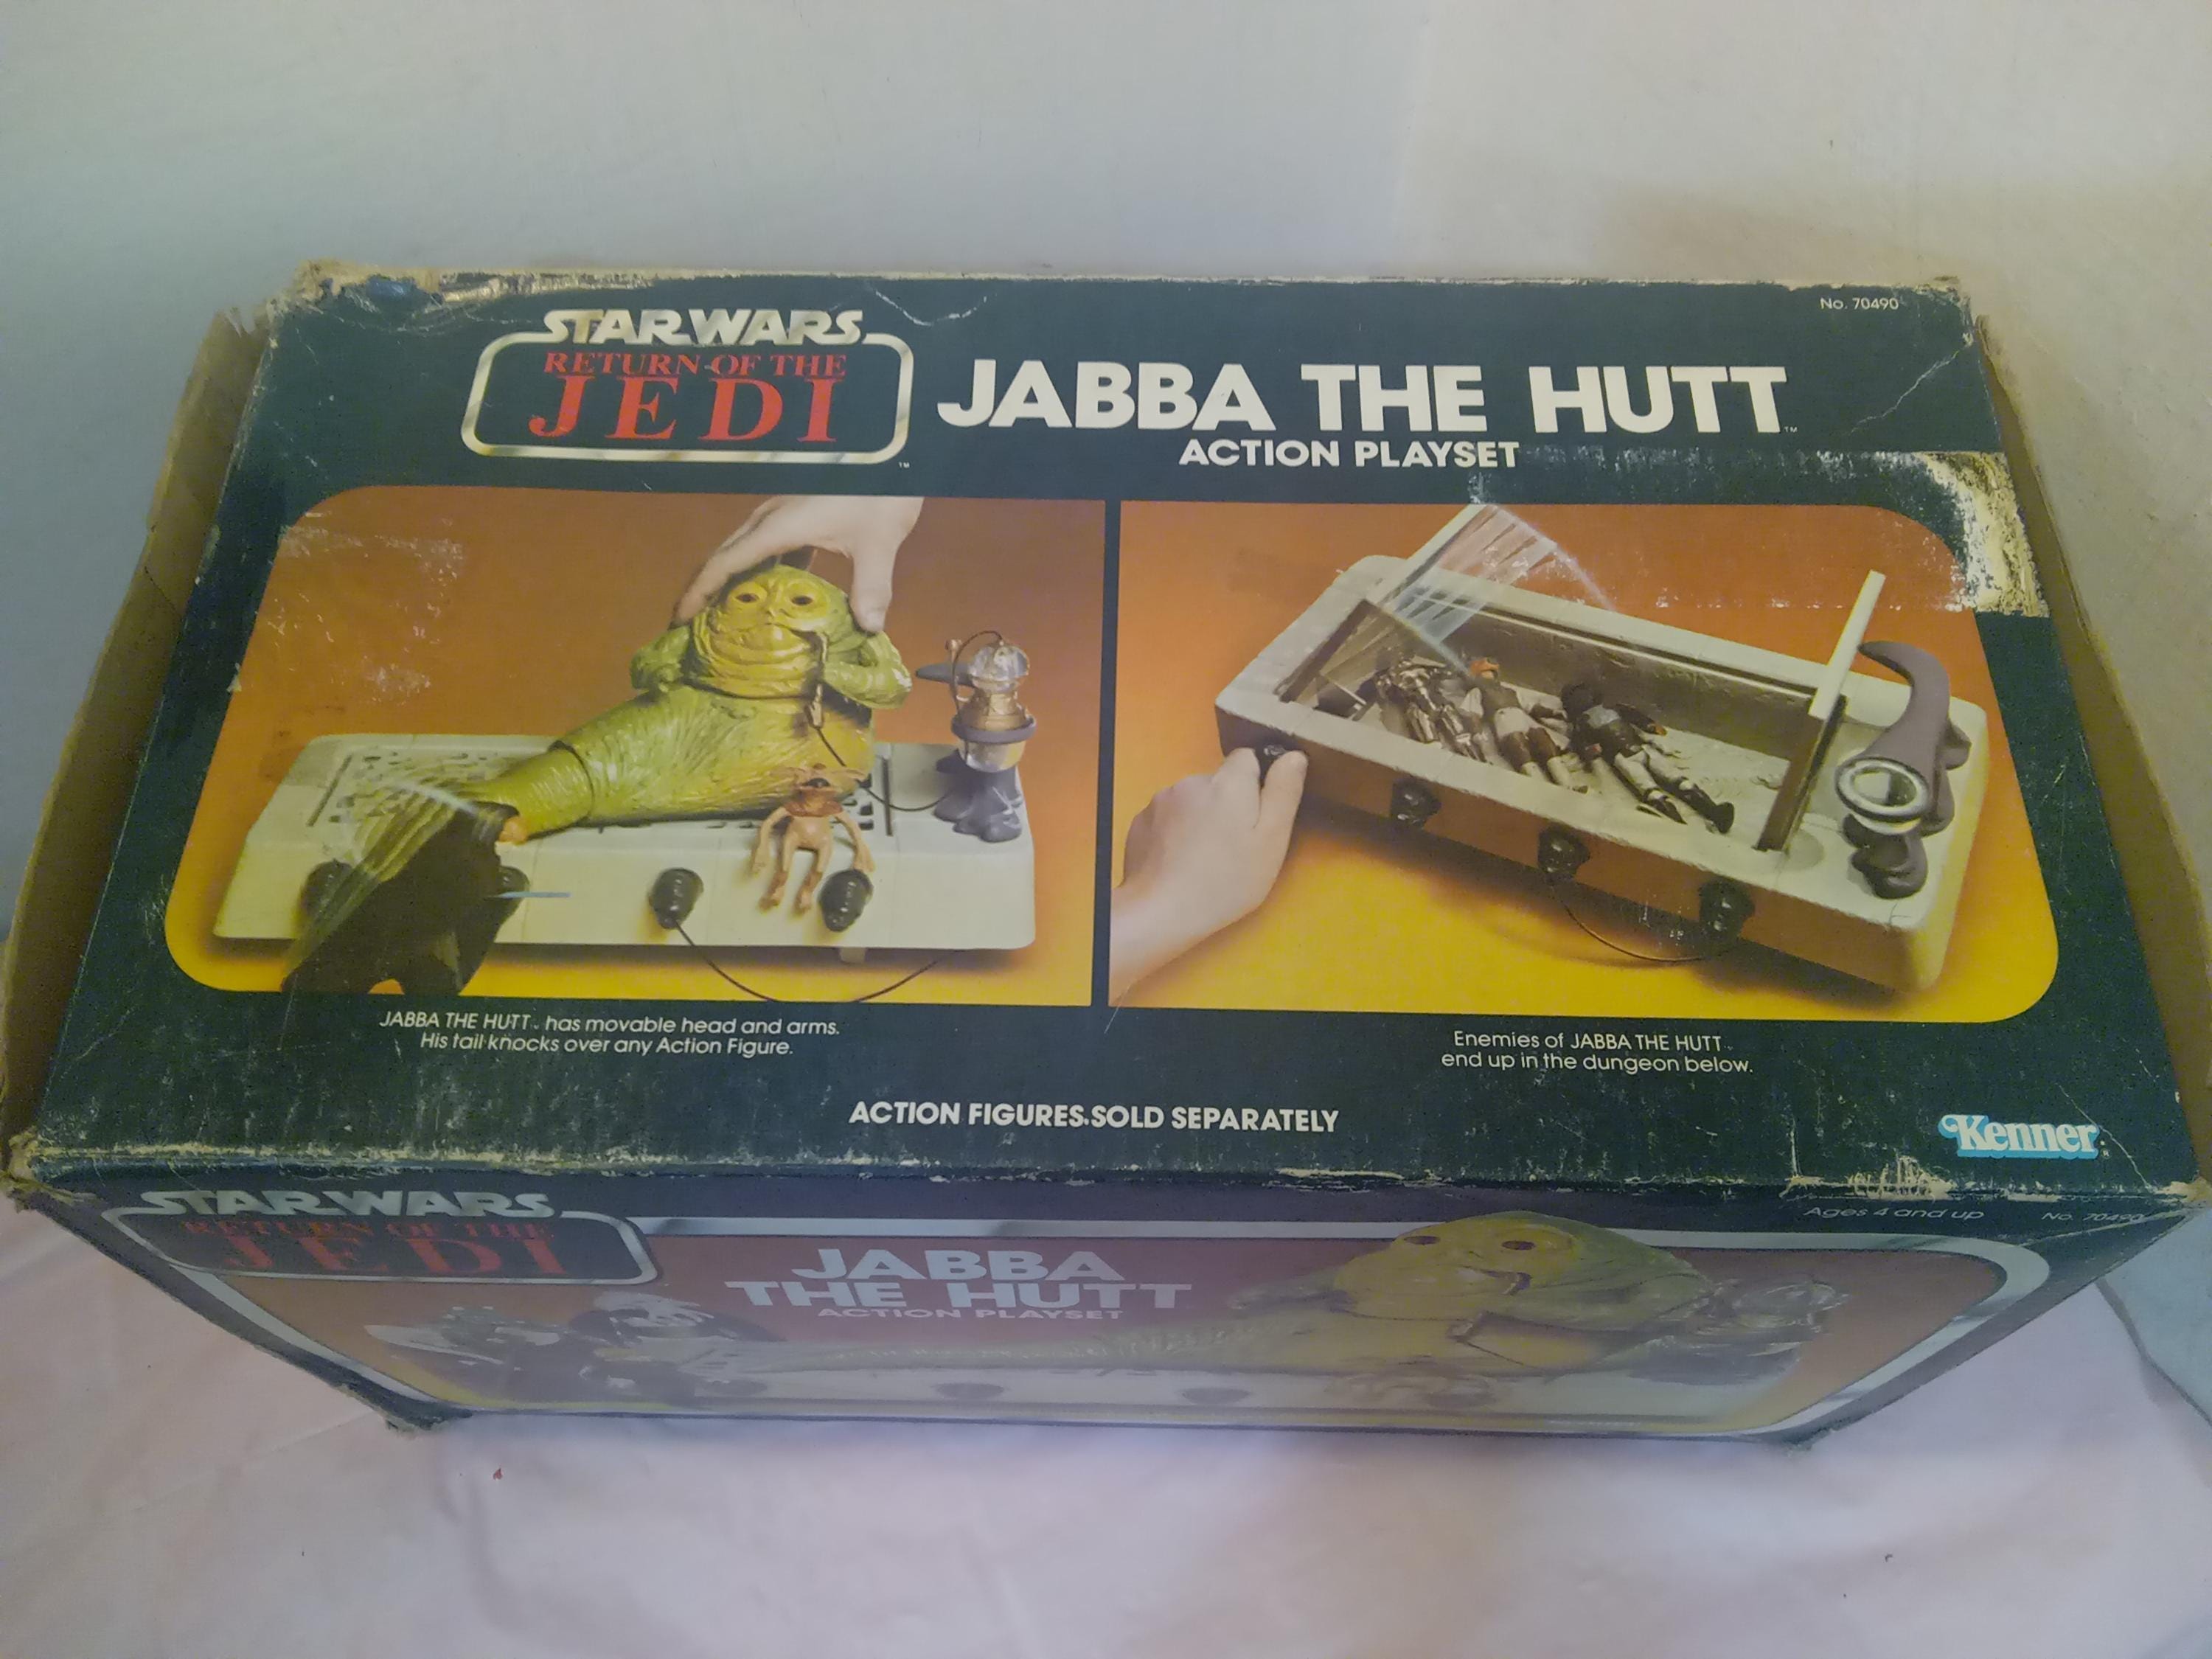 No. 70490
STAR WARS
RETURN OF THE
JEDI
TM
JABBA THE HUTT
TM
ACTION PLAYSET
JABBA THE HUTT has movable head and arms.
His tail knocks over any Action Figure.
Enemies of JABBA THE HUTT
end up in the dungeon below.
ACTION FIGURES SOLD SEPARATELY
Kenner
STAR WARS
RETURN OF THE
JEDI
Ages 4 and up
No. 70490
JABBA
THE HUTT
ACTION PLAYSET